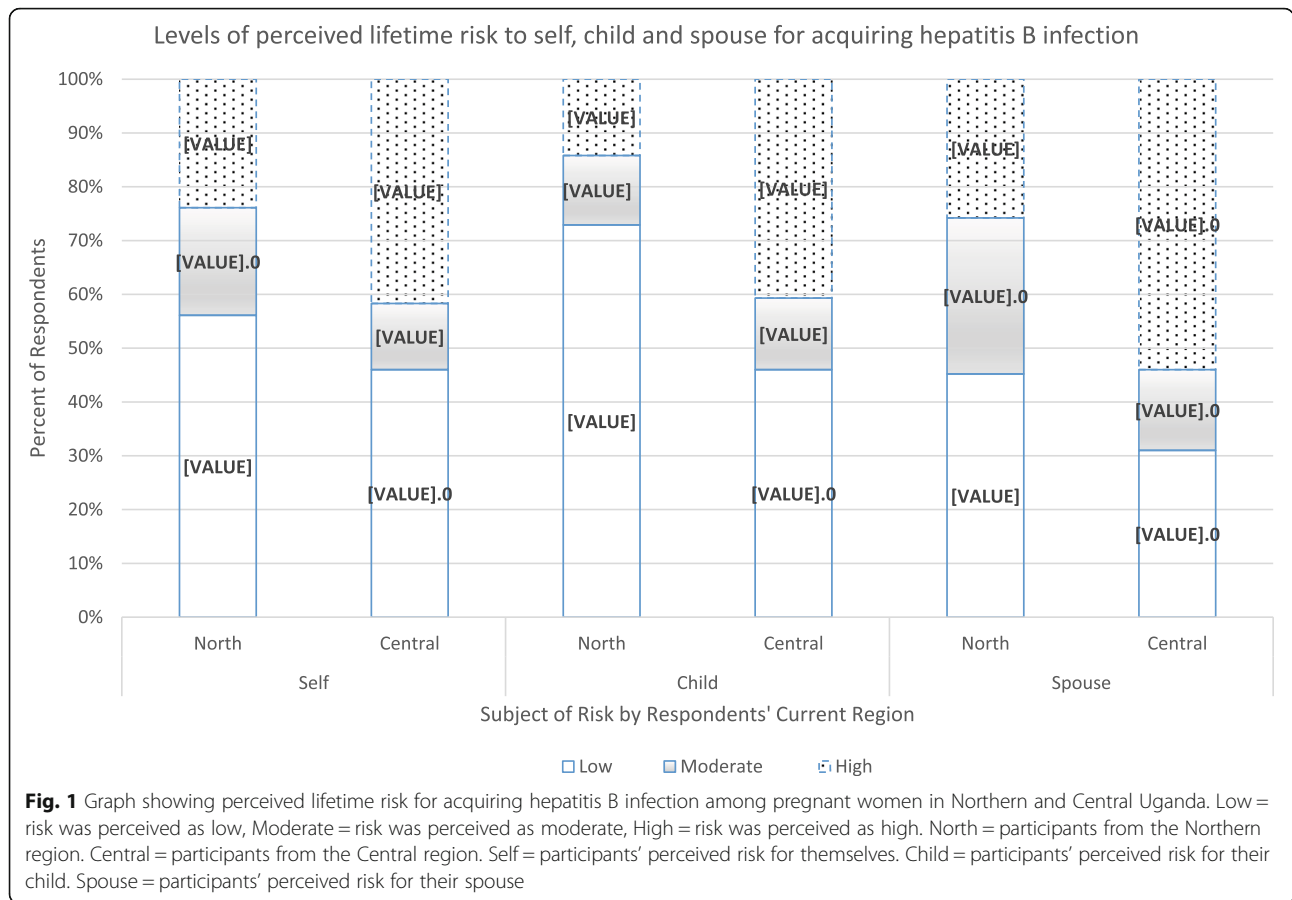 Levels of perceived lifetime risk to self, child and spouse for acquiring hepatitis B infection
100%
90%
80%
70%
60%
50%
40%
30%
20%
10%
0%
Percent of Respondents
[VALUE]
[VALUE].0
[VALUE]
[VALUE]
[VALUE]
[VALUE].0
[VALUE]
[VALUE]
[VALUE]
[VALUE]
[VALUE]
[VALUE].0
[VALUE]
[VALUE].0
[VALUE]
[VALUE].0
[VALUE].0
[VALUE].0
North
Central
North
Central
North
Central
Self
Child
Spouse
Subject of Risk by Respondents' Current Region
Low
Moderate
High
Fig. 1 Graph showing perceived lifetime risk for acquiring hepatitis B infection among pregnant women in Northern and Central Uganda. Low =
risk was perceived as low, Moderate = risk was perceived as moderate, High = risk was perceived as high. North = participants from the Northern
region. Central = participants from the Central region. Self = participants’ perceived risk for themselves. Child = participants’ perceived risk for their
child. Spouse = participants’ perceived risk for their spouse